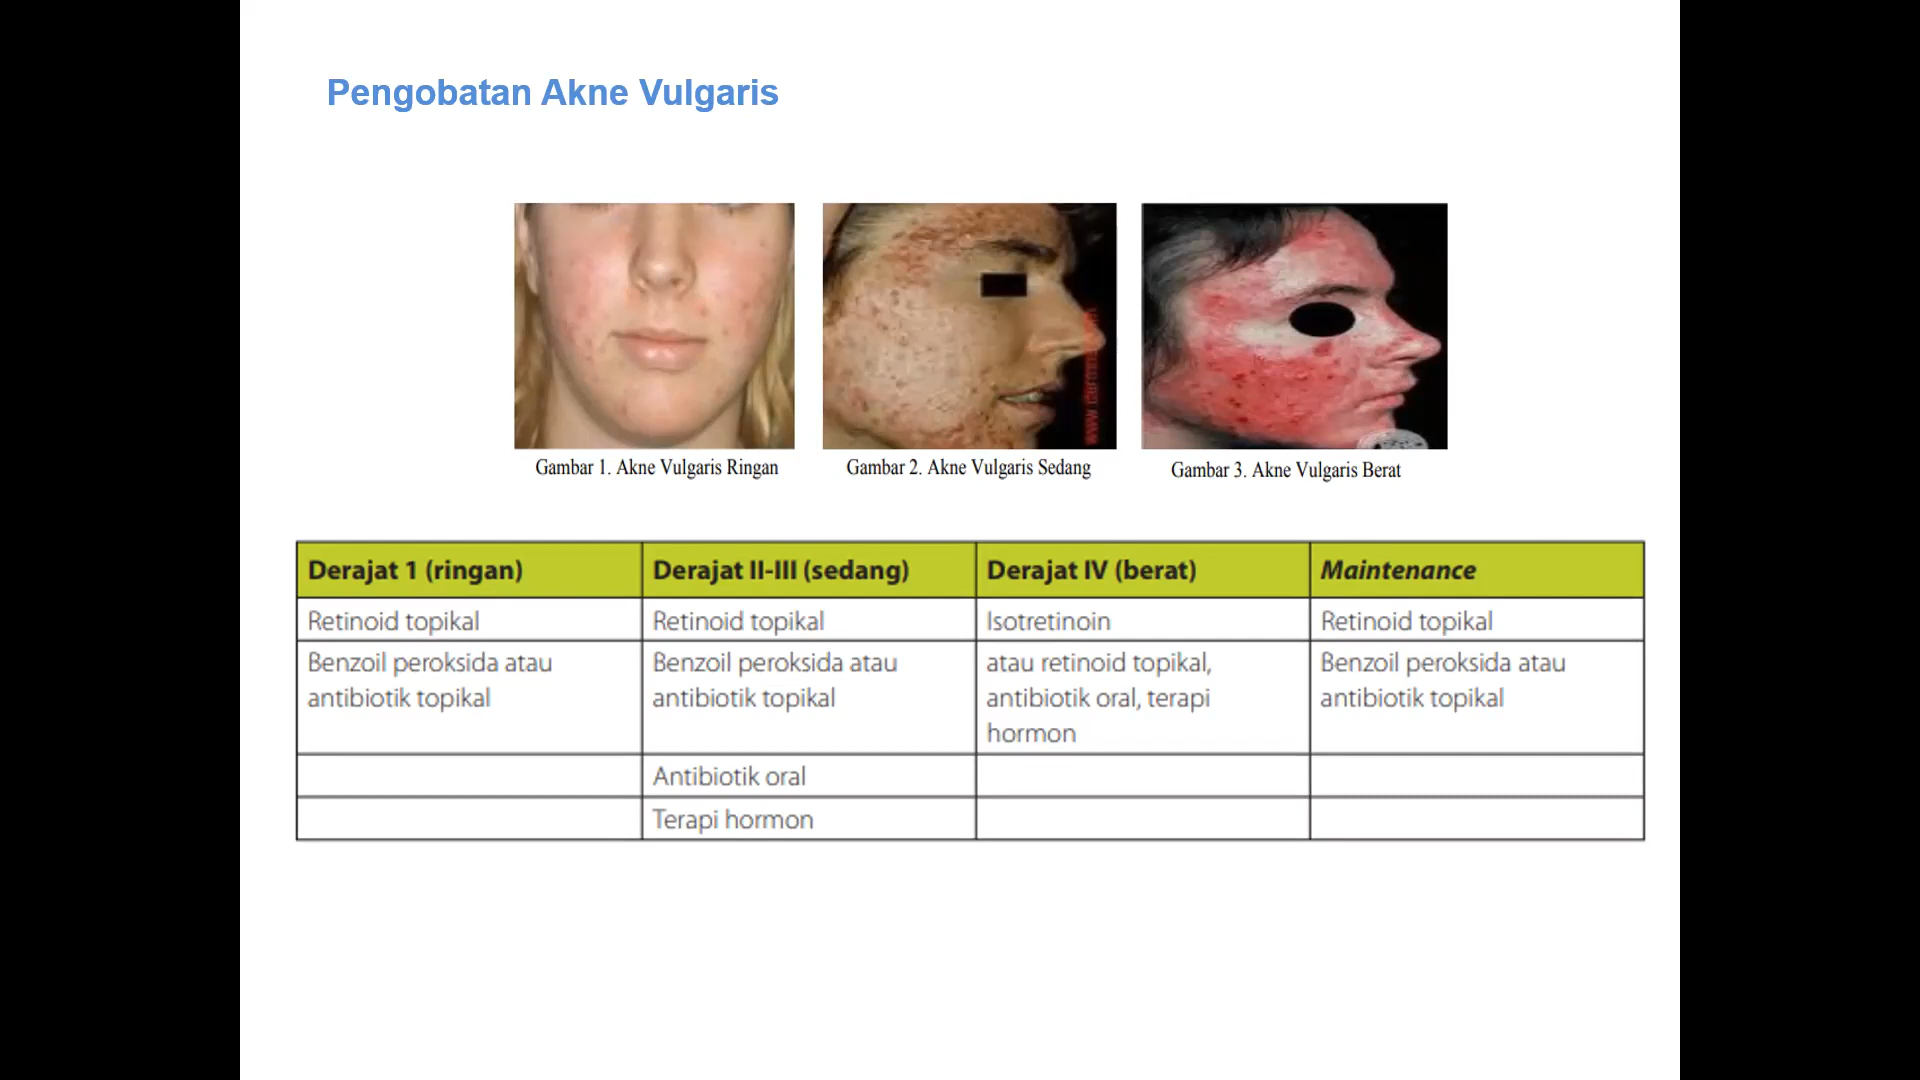 Pengobatan Akne Vulgaris
Gambar 1. Akne Vulgaris Ringan
Gambar 2. Akne Vulgaris Sedang
Gambar 3. Akne Vulgaris Berat
Derajat 1 (ringan)
Derajat II-III (sedang)
Derajat IV (berat)
Maintenance
Retinoid topikal
Retinoid topikal
Isotretinoin
Retinoid topikal
Benzoil peroksida atau
antibiotik topikal
Benzoil peroksida atau
antibiotik topikal
atau retinoid topikal,
antibiotik oral, terapi
hormon
Benzoil peroksida atau
antibiotik topikal
Antibiotik oral
Terapi hormon